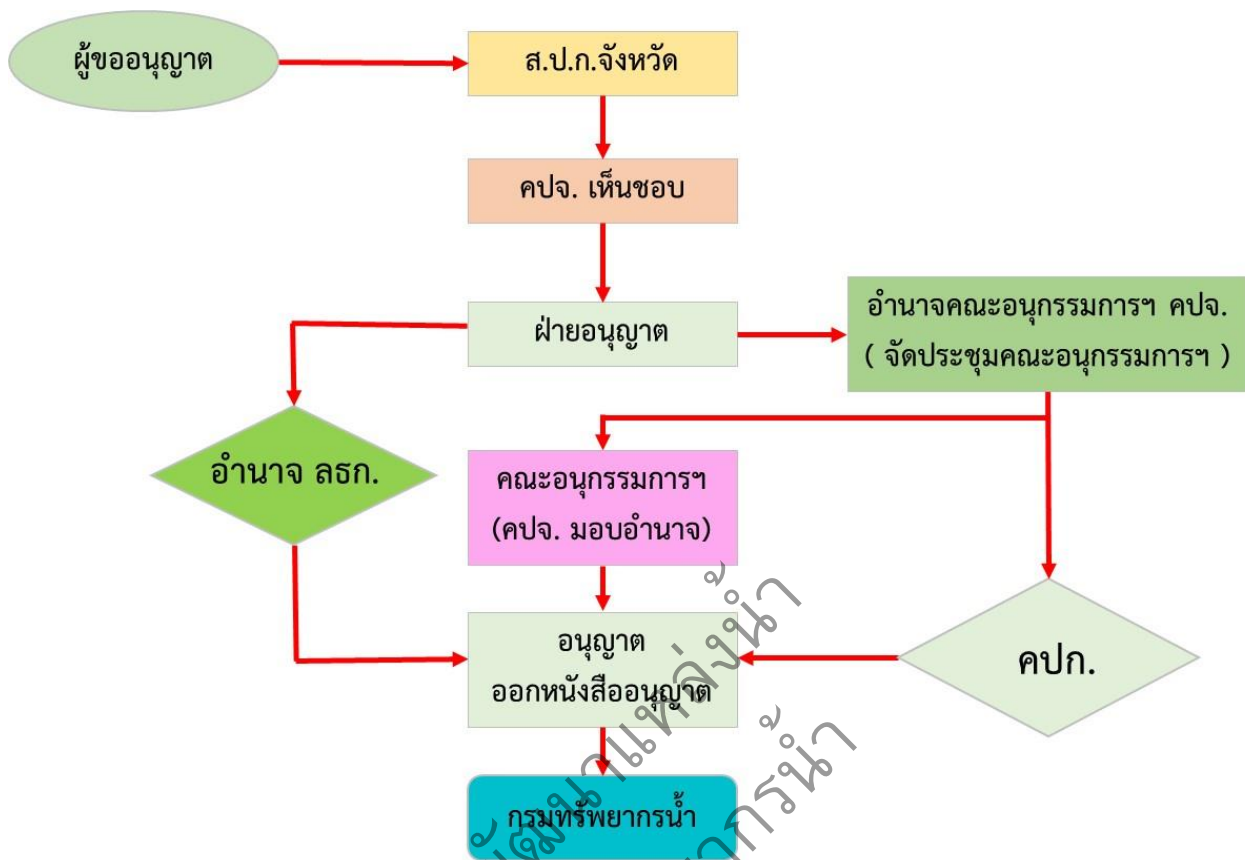 ผู้ขออนุญาต
ส.ป.ก.จังหวัด
คปจ. เห็นชอบ
ฝ่ายอนุญาต
อำนาจคณะอนุกรรมการฯ คปจ.
( จัดประชุมคณะอนุกรรมการฯ )
อำนาจ ลธก.
คณะอนุกรรมการฯ
(คปจ. มอบอำนาจ)
คปก.
อนุญาต
ออกหนังสืออนุญาต
กรมทรัพยากรน้ำ